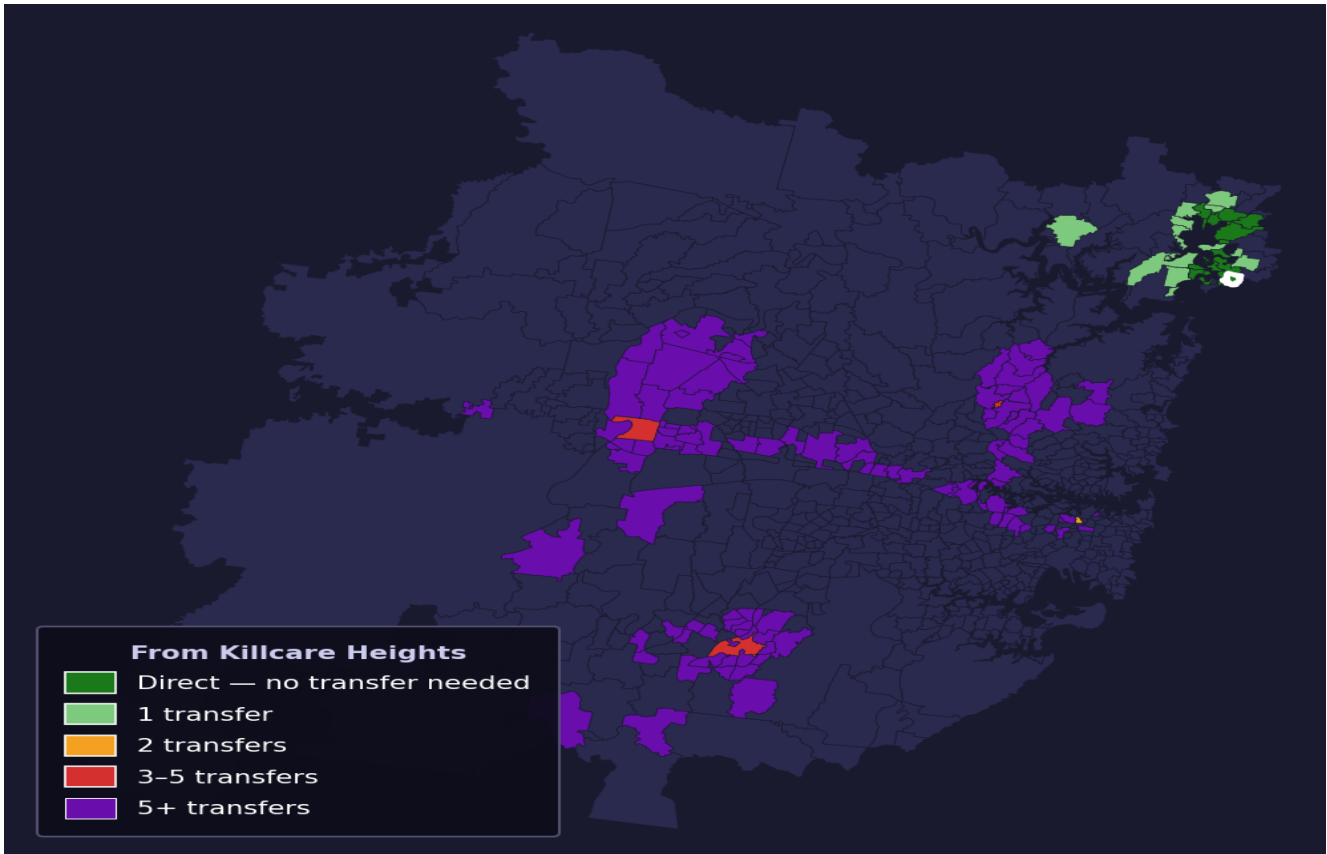 From Killcare Heights
Direct — no transfer needed
1 transfer
2 transfers
3–5 transfers
5+ transfers